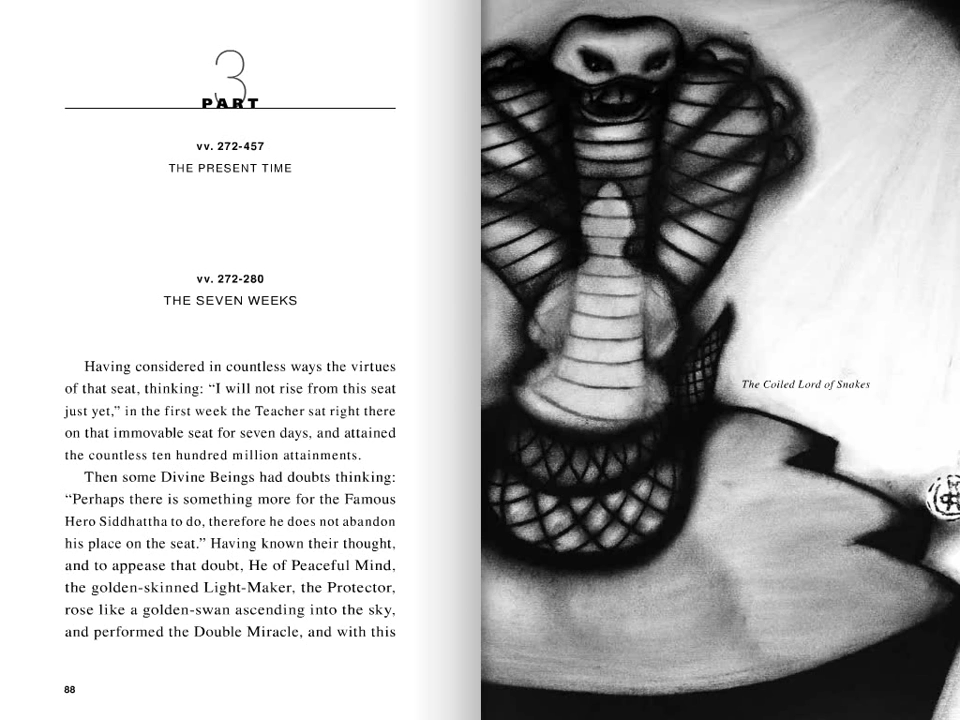 3
PART
vv. 272-457
THE PRESENT TIME
vv. 272-280
THE SEVEN WEEKS
Having considered in countless ways the virtues
of that seat, thinking: “I will not rise from this seat
just yet,” in the first week the Teacher sat right there
on that immovable seat for seven days, and attained
the countless ten hundred million attainments.
Then some Divine Beings had doubts thinking:
“Perhaps there is something more for the Famous
Hero Siddhattha to do, therefore he does not abandon
his place on the seat.” Having known their thought,
and to appease that doubt, He of Peaceful Mind,
the golden-skinned Light-Maker, the Protector,
rose like a golden-swan ascending into the sky,
and performed the Double Miracle, and with this
88
The Coiled Lord of Snakes